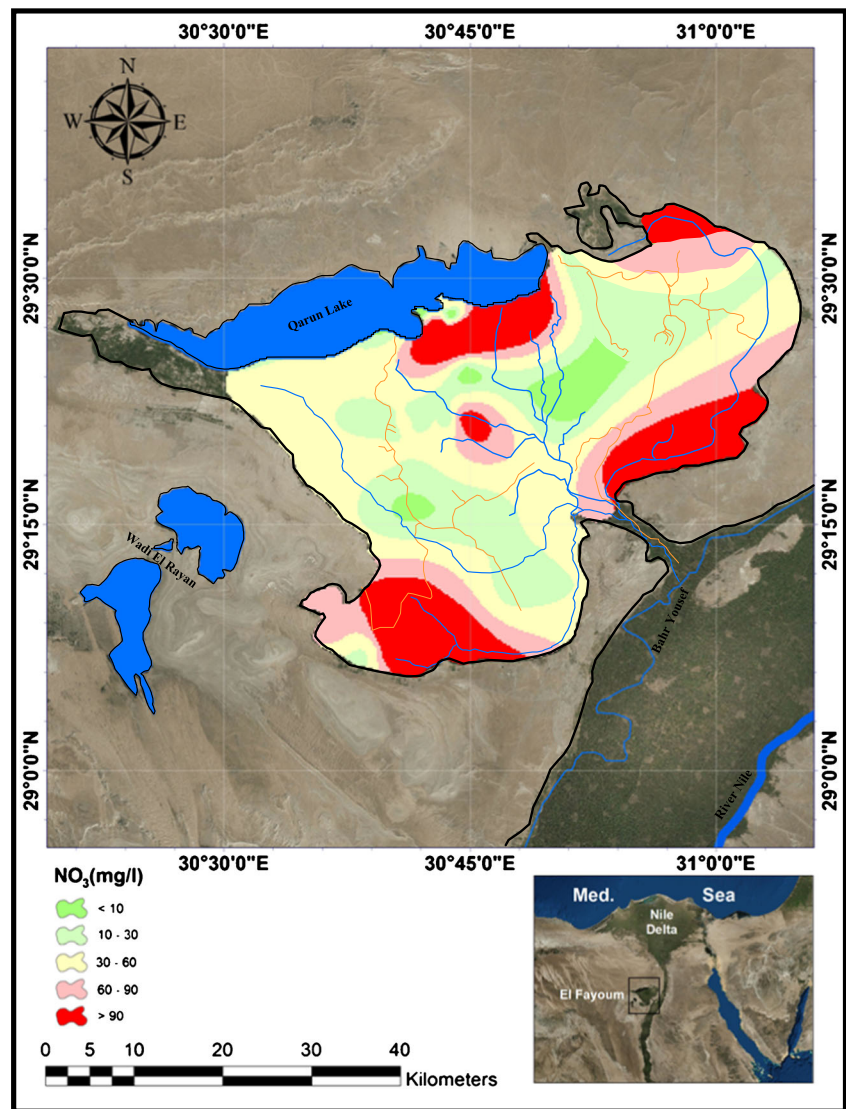 30°30'0"E
30°45'0"E
31°0'0"E
N
W
E
S
29°30'0"N
29°30'0"N
Qarun Lake
29°15'0"N
29°15'0"N
Wadi El Rayan
Bahr Yousef
29°0'0"N
29°0'0"N
River Nile
30°30'0"E
30°45'0"E
31°0'0"E
NO₃(mg/l)
< 10
10 - 30
30 - 60
60 - 90
> 90
0 5 10 20 30 40
Kilometers
Med. Sea
Nile
Delta
El Fayoum